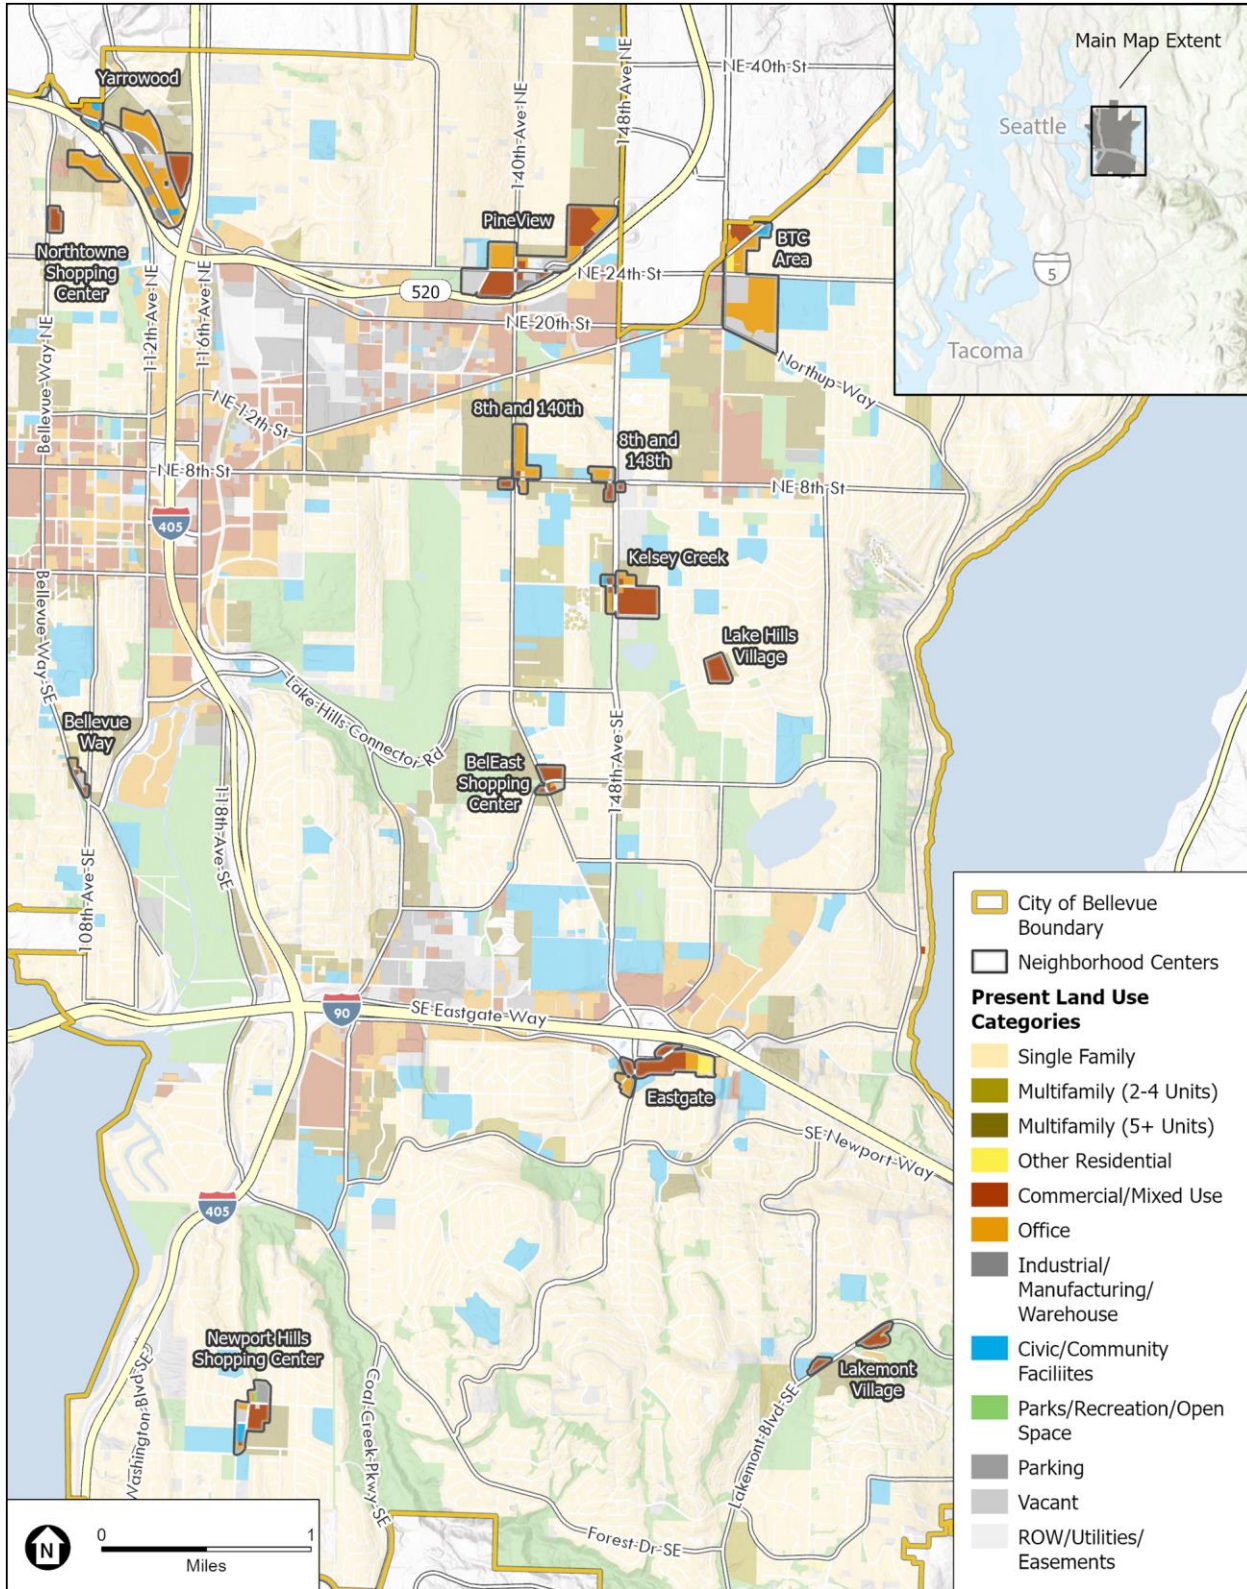 Yarrowood
Northtowne
Shopping
Center
Bellevue-Way-NE
112th-Ave-NE
116th-Ave-NE
NE-40th-St
140th-Ave-NE
148th-Ave-NE
PineView
BTC
Area
NE-24th-St
520
NE-20th-St
Northup-Way
NE-12th-St
8th and 140th
8th and
148th
NE-8th-St
NE-8th-St
405
Kelsey Creek
Lake Hills
Village
Bellevue-Way-SE
Bellevue
Way
Lake-Hills-Connector-Rd
BelEast
Shopping
Center
148th-Ave-SE
118th-Ave-SE
108th-Ave-SE
90
SE-Eastgate Way
Eastgate
SE-Newport-Way
405
Newport Hills
Shopping Center
Washington-Blvd-SE
Coal-Creek-Pkwy-SE
Lakemont-Blvd-SE
Lakemont
Village
Forest-Dr-SE
Main Map Extent
Seattle
5
Tacoma
City of Bellevue
Boundary
Neighborhood Centers
Present Land Use
Categories
Single Family
Multifamily (2-4 Units)
Multifamily (5+ Units)
Other Residential
Commercial/Mixed Use
Office
Industrial/
Manufacturing/
Warehouse
Civic/Community
Faciliites
Parks/Recreation/Open
Space
Parking
Vacant
ROW/Utilities/
Easements
N
0 1
Miles